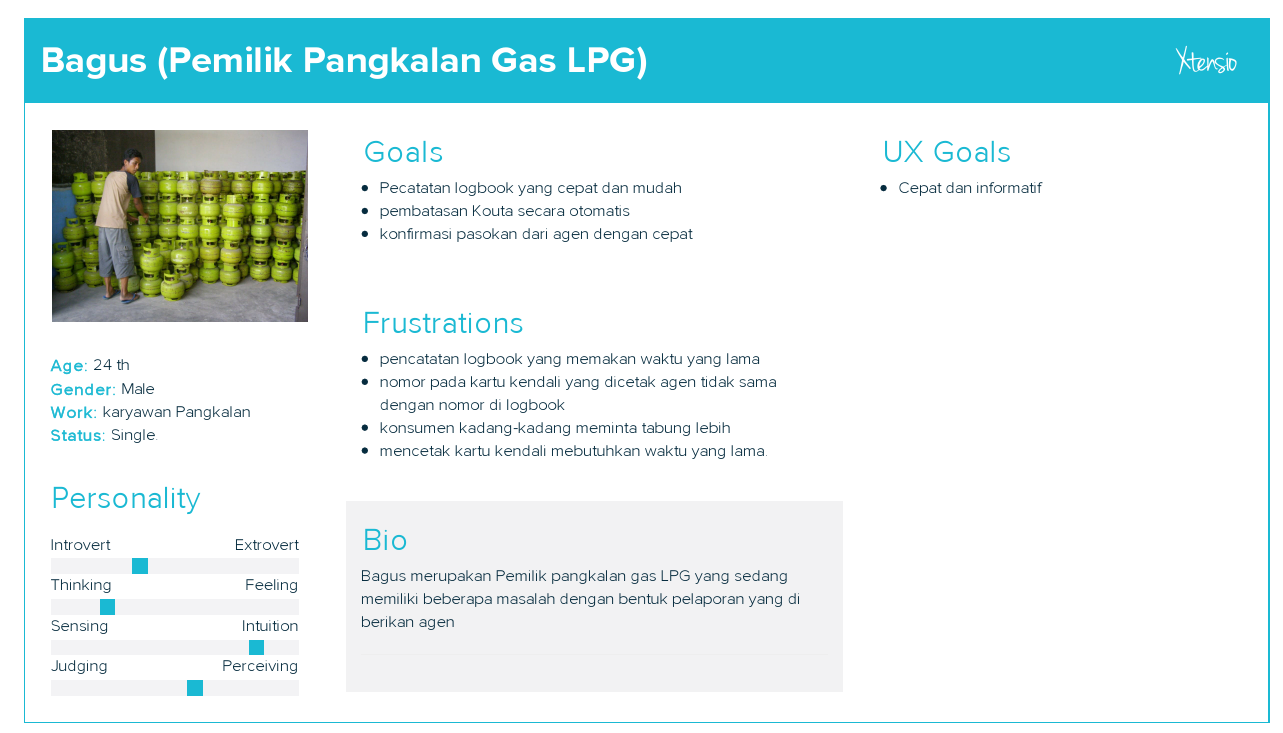 Bagus (Pemilik Pangkalan Gas LPG)
Xtensio
Age: 24 th
Gender: Male
Work: karyawan Pangkalan
Status: Single.
Personality
Introvert Extrovert
Thinking Feeling
Sensing Intuition
Judging Perceiving
Goals
Pecatatan logbook yang cepat dan mudah
pembatasan Kouta secara otomatis
konfirmasi pasokan dari agen dengan cepat
Frustrations
pencatatan logbook yang memakan waktu yang lama
nomor pada kartu kendali yang dicetak agen tidak sama
dengan nomor di logbook
konsumen kadang-kadang meminta tabung lebih
mencetak kartu kendali mebutuhkan waktu yang lama.
Bio
Bagus merupakan Pemilik pangkalan gas LPG yang sedang
memiliki beberapa masalah dengan bentuk pelaporan yang di
berikan agen
UX Goals
Cepat dan informatif